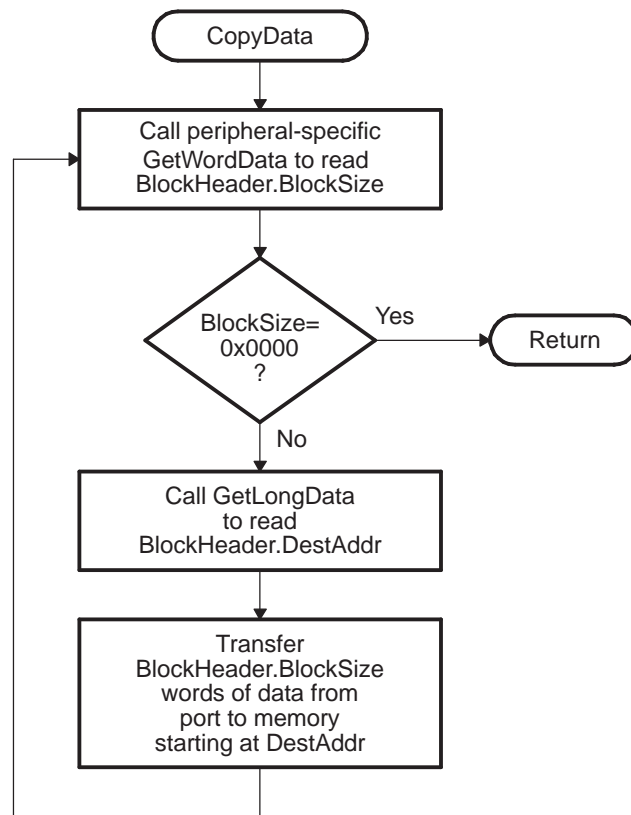 CopyData
Call peripheral-specific
GetWordData to read
BlockHeader.BlockSize
BlockSize=
0x0000
?
Yes
Return
No
Call GetLongData
to read
BlockHeader.DestAddr
Transfer
BlockHeader.BlockSize
words of data from
port to memory
starting at DestAddr